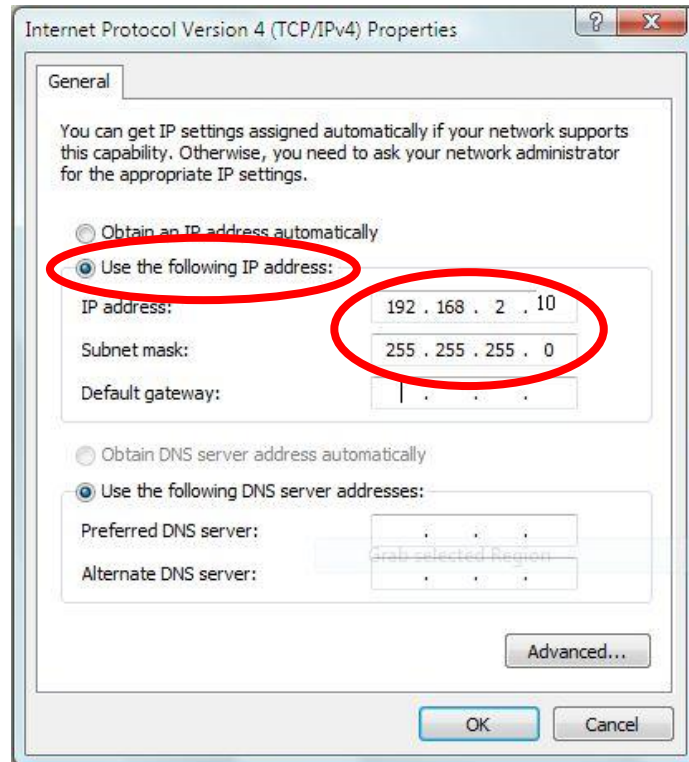 Internet Protocol Version 4 (TCP/IPv4) Properties
General
You can get IP settings assigned automatically if your network supports
this capability. Otherwise, you need to ask your network administrator
for the appropriate IP settings.
Obtain an IP address automatically
Use the following IP address:
IP address: 192 . 168 . 2 . 10
Subnet mask: 255 . 255 . 255 . 0
Default gateway: . . .
Obtain DNS server address automatically
Use the following DNS server addresses:
Preferred DNS server: . . .
Grab selected Region
Alternate DNS server: . . .
Advanced...
OK Cancel